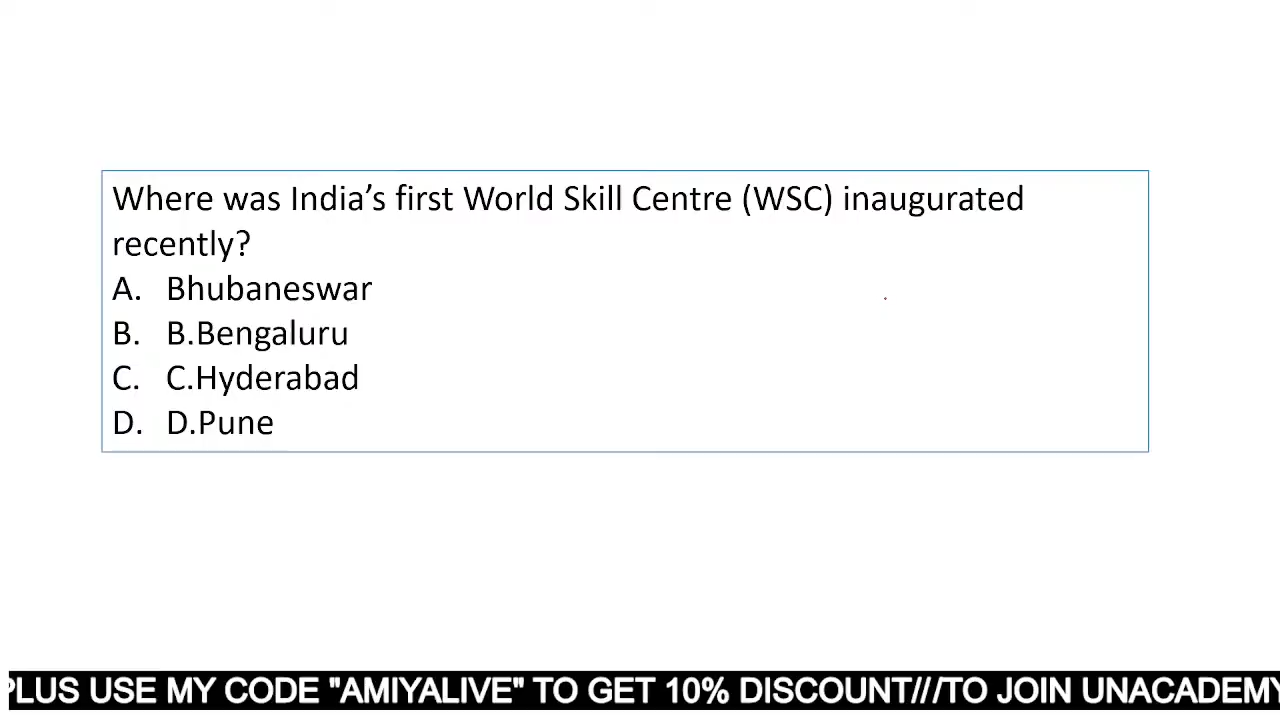 Where was India’s first World Skill Centre (WSC) inaugurated
recently?
A. Bhubaneswar
B. B.Bengaluru
C. C.Hyderabad
D. D.Pune
PLUS USE MY CODE "AMIYALIVE" TO GET 10% DISCOUNT///TO JOIN UNACADEMY